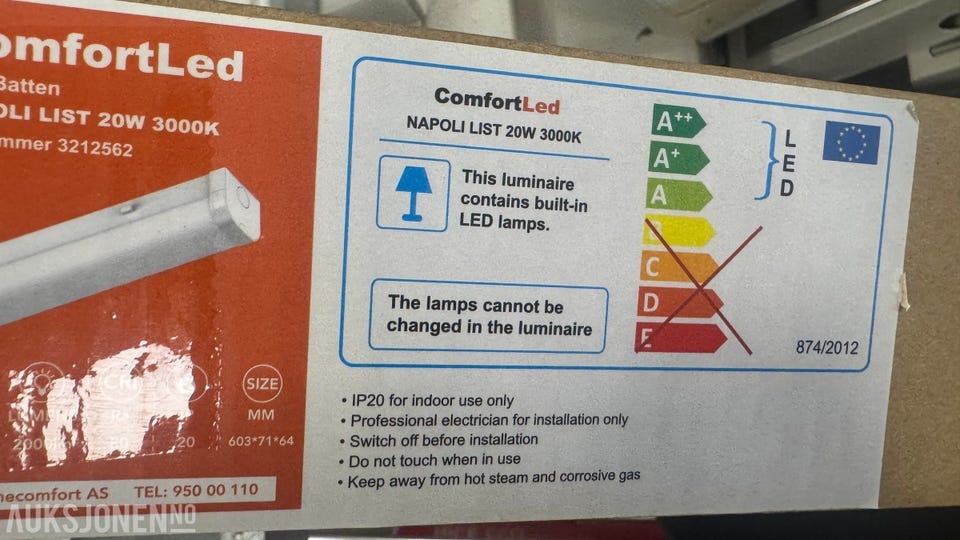 omfortLed
Batten
OLI LIST 20W 3000K
mmer 3212562
SIZE
MM
20
603*71*64
necomfort AS TEL: 950 00 110
ComfortLed
NAPOLI LIST 20W 3000K
This luminaire
contains built-in
LED lamps.
The lamps cannot be
changed in the luminaire
A++
A+
A
B
C
D
E
L
E
D
874/2012
• IP20 for indoor use only
• Professional electrician for installation only
• Switch off before installation
• Do not touch when in use
• Keep away from hot steam and corrosive gas
AUKSJONEN.NO